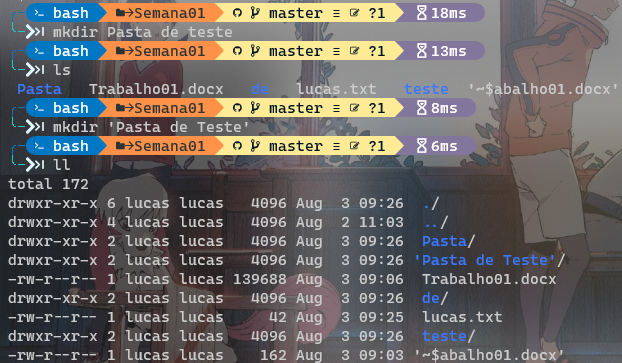 bash Semana01 master ≡ ?1 18ms
mkdir Pasta de teste
bash Semana01 master ≡ ?1 13ms
ls
Pasta Trabalho01.docx de lucas.txt teste '~$abalho01.docx'
bash Semana01 master ≡ ?1 8ms
mkdir 'Pasta de Teste'
bash Semana01 master ≡ ?1 6ms
ll
total 172
drwxr-xr-x 6 lucas lucas 4096 Aug 3 09:26 ./
drwxr-xr-x 4 lucas lucas 4096 Aug 2 11:03 ../
drwxr-xr-x 2 lucas lucas 4096 Aug 3 09:26 Pasta/
drwxr-xr-x 2 lucas lucas 4096 Aug 3 09:26 'Pasta de Teste'/
-rw-r--r-- 1 lucas lucas 139688 Aug 3 09:06 Trabalho01.docx
drwxr-xr-x 2 lucas lucas 4096 Aug 3 09:26 de/
-rw-r--r-- 1 lucas lucas 42 Aug 3 09:25 lucas.txt
drwxr-xr-x 2 lucas lucas 4096 Aug 3 09:26 teste/
-rw-r--r-- 1 lucas lucas 162 Aug 3 09:03 '~$abalho01.docx'